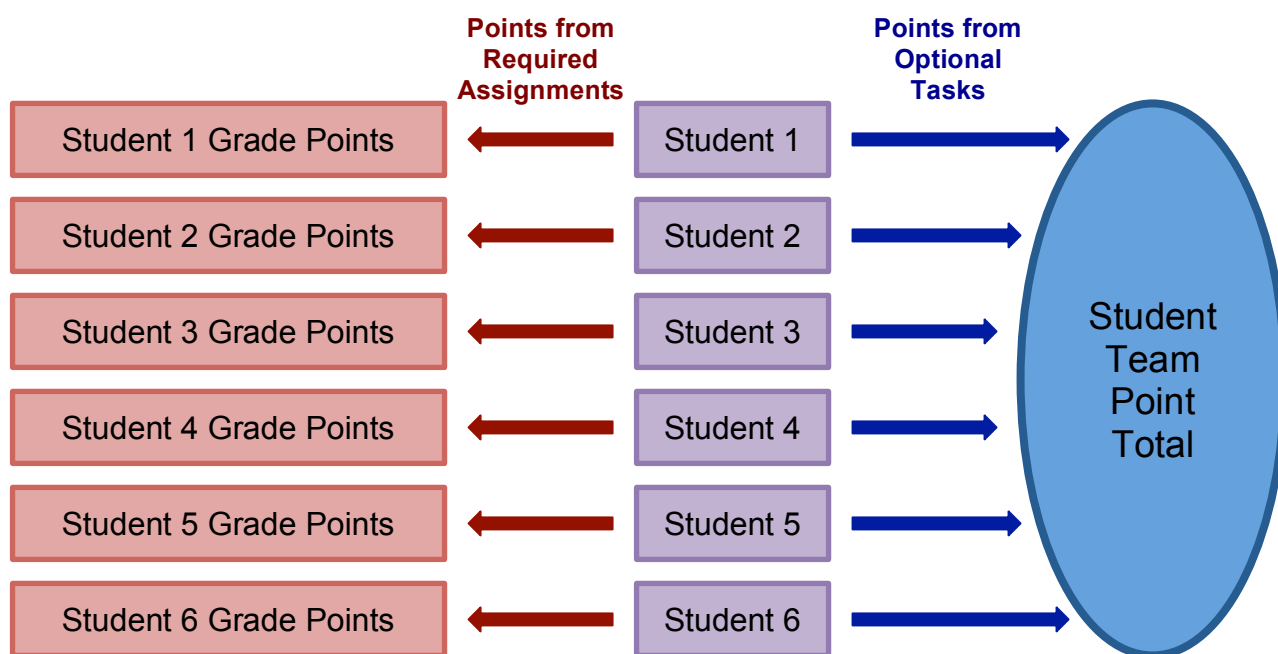 Points from
Required
Assignments
Points from
Optional
Tasks
Student 1 Grade Points
Student 1
Student 2 Grade Points
Student 2
Student 3 Grade Points
Student 3
Student 4 Grade Points
Student 4
Student 5 Grade Points
Student 5
Student 6 Grade Points
Student 6
Student
Team
Point
Total